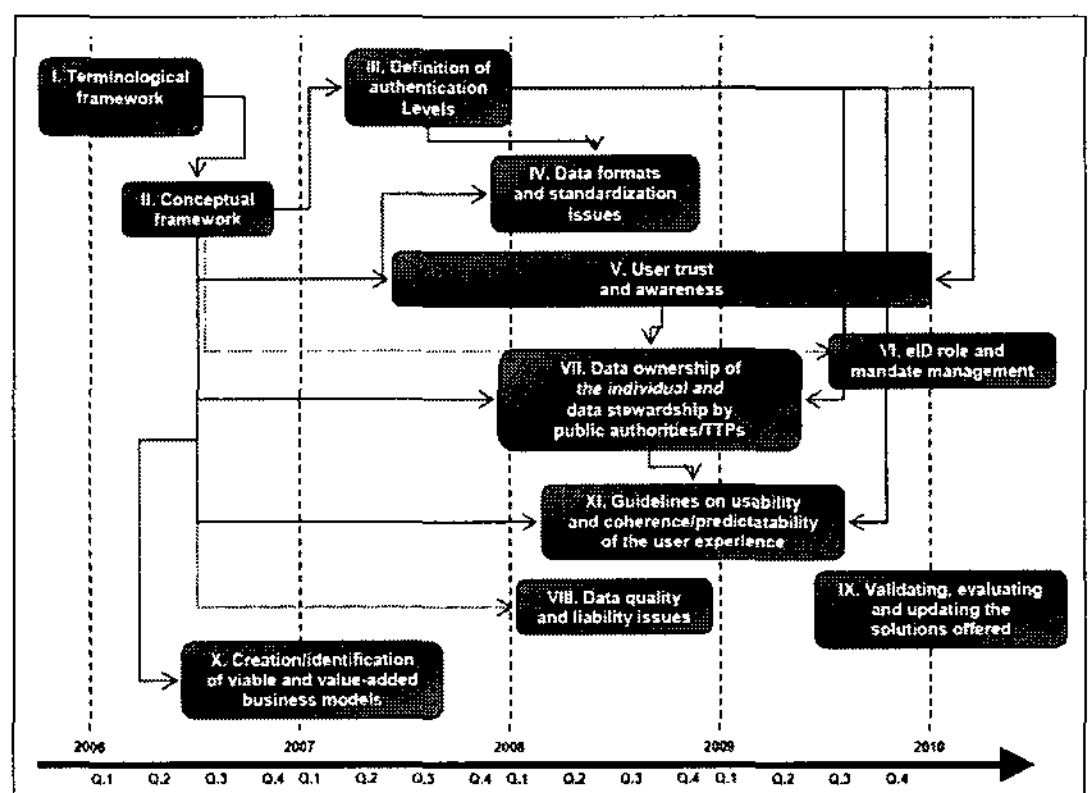 I. Terminological
framework
III. Definition of
authentication
Levels
II. Conceptual
framework
IV. Data formats
and standardization
issues
V. User trust
and awareness
VI. eID role and
mandate management
VII. Data ownership of
the individual and
data stewardship by
public authorities/TTPs
XI. Guidelines on usability
and coherence/predictatability
of the user experience
VIII. Data quality
and liability issues
IX. Validating, evaluating
and updating the
solutions offered
X. Creation/identification
of viable and value-added
business models
2006 2007 2008 2009 2010
Q.1 Q.2 Q.3 Q.4 Q.1 Q.2 Q.3 Q.4 Q.1 Q.2 Q.3 Q.4 Q.1 Q.2 Q.3 Q.4